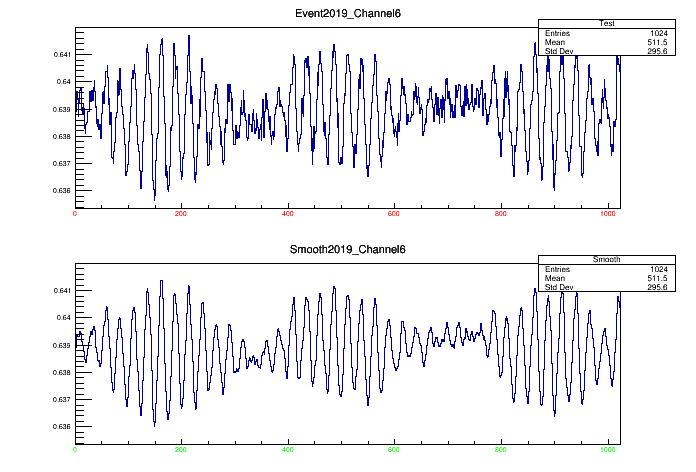 Event2019_Channel6
Test
Entries 1024
Mean 511.5
Std Dev 295.6
0.641
0.64
0.639
0.638
0.637
0.636
0 200 400 600 800 1000
Smooth2019_Channel6
Smooth
Entries 1024
Mean 511.5
Std Dev 295.6
0.641
0.64
0.639
0.638
0.637
0.636
0 200 400 600 800 1000